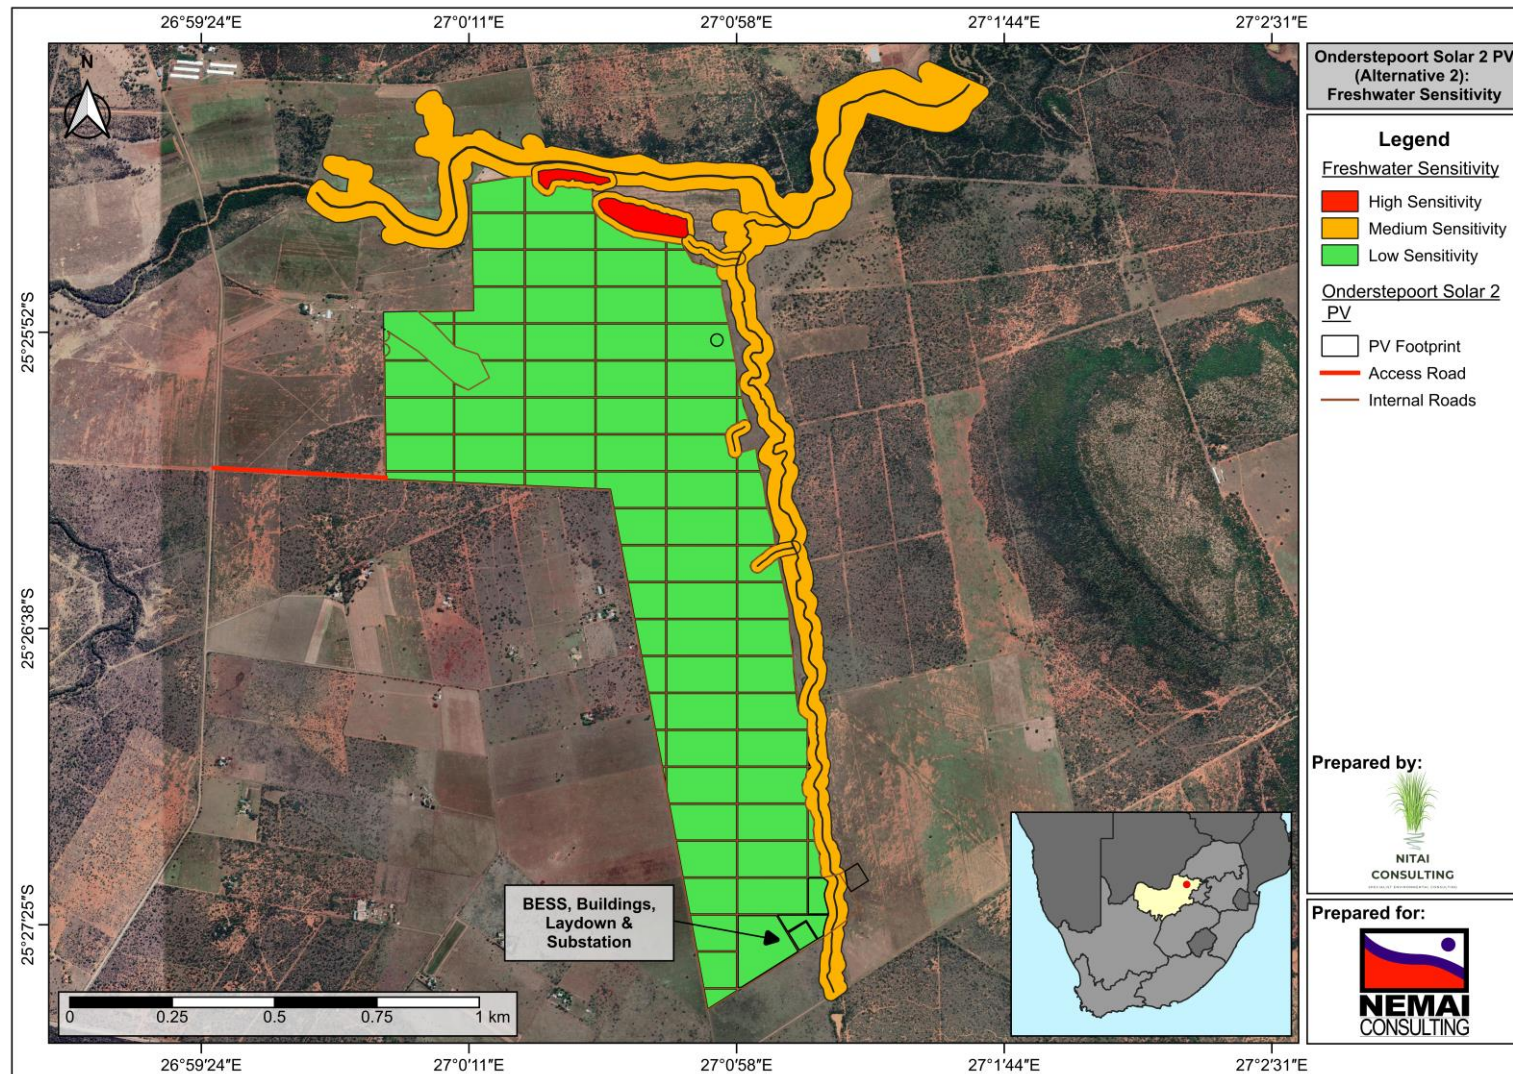 26°59'24"E
27°0'11"E
27°0'58"E
27°1'44"E
27°2'31"E
N
25°25'52"S
25°26'38"S
25°27'25"S
BESS, Buildings,
Laydown &
Substation
0
0.25
0.5
0.75
1 km
26°59'24"E
27°0'11"E
27°0'58"E
27°1'44"E
27°2'31"E
Onderstepoort Solar 2 PV
(Alternative 2):
Freshwater Sensitivity
Legend
Freshwater Sensitivity
High Sensitivity
Medium Sensitivity
Low Sensitivity
Onderstepoort Solar 2
PV
PV Footprint
Access Road
Internal Roads
Prepared by:
NITAI
CONSULTING
SPECIALIST ENVIRONMENTAL CONSULTING
Prepared for:
NEMAI
CONSULTING